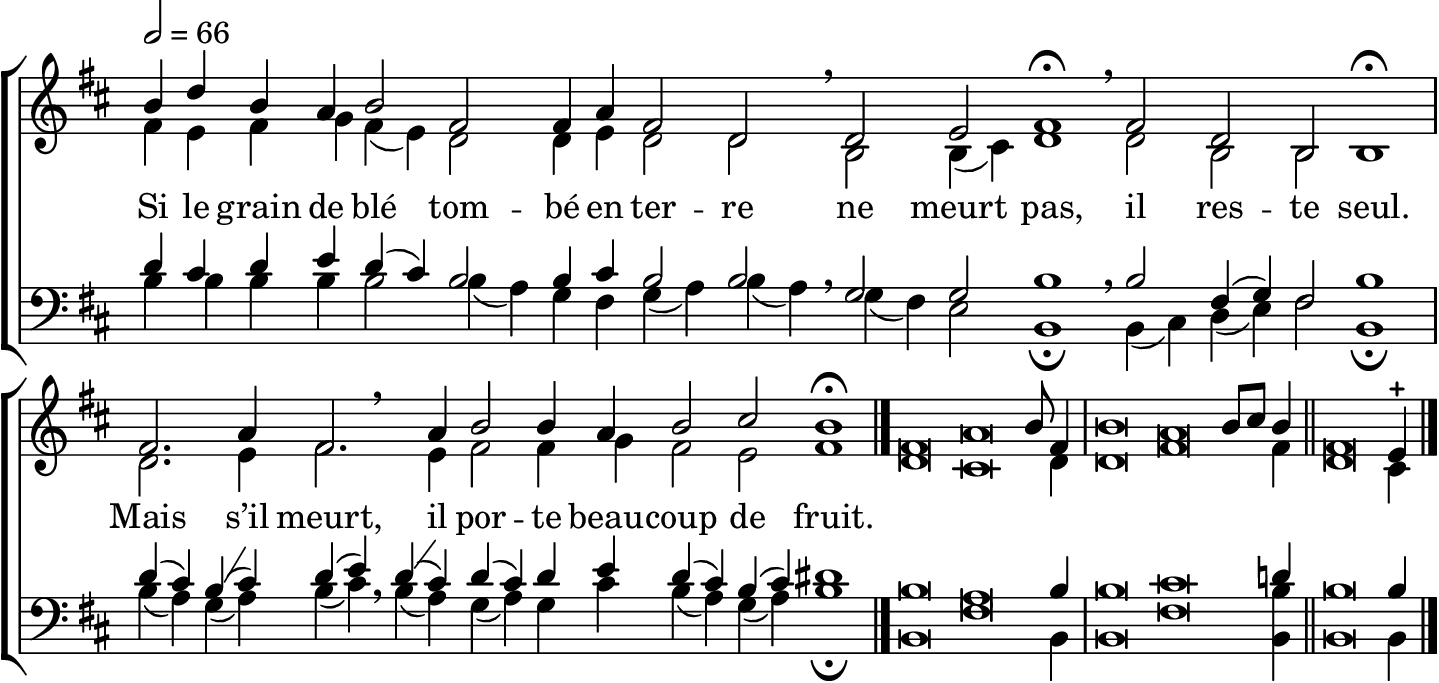 = 66
Si le grain de blé tom - bé en ter - re ne meurt pas, il res - te seul.
Mais s’il meurt, il por - te beaucoup de fruit.